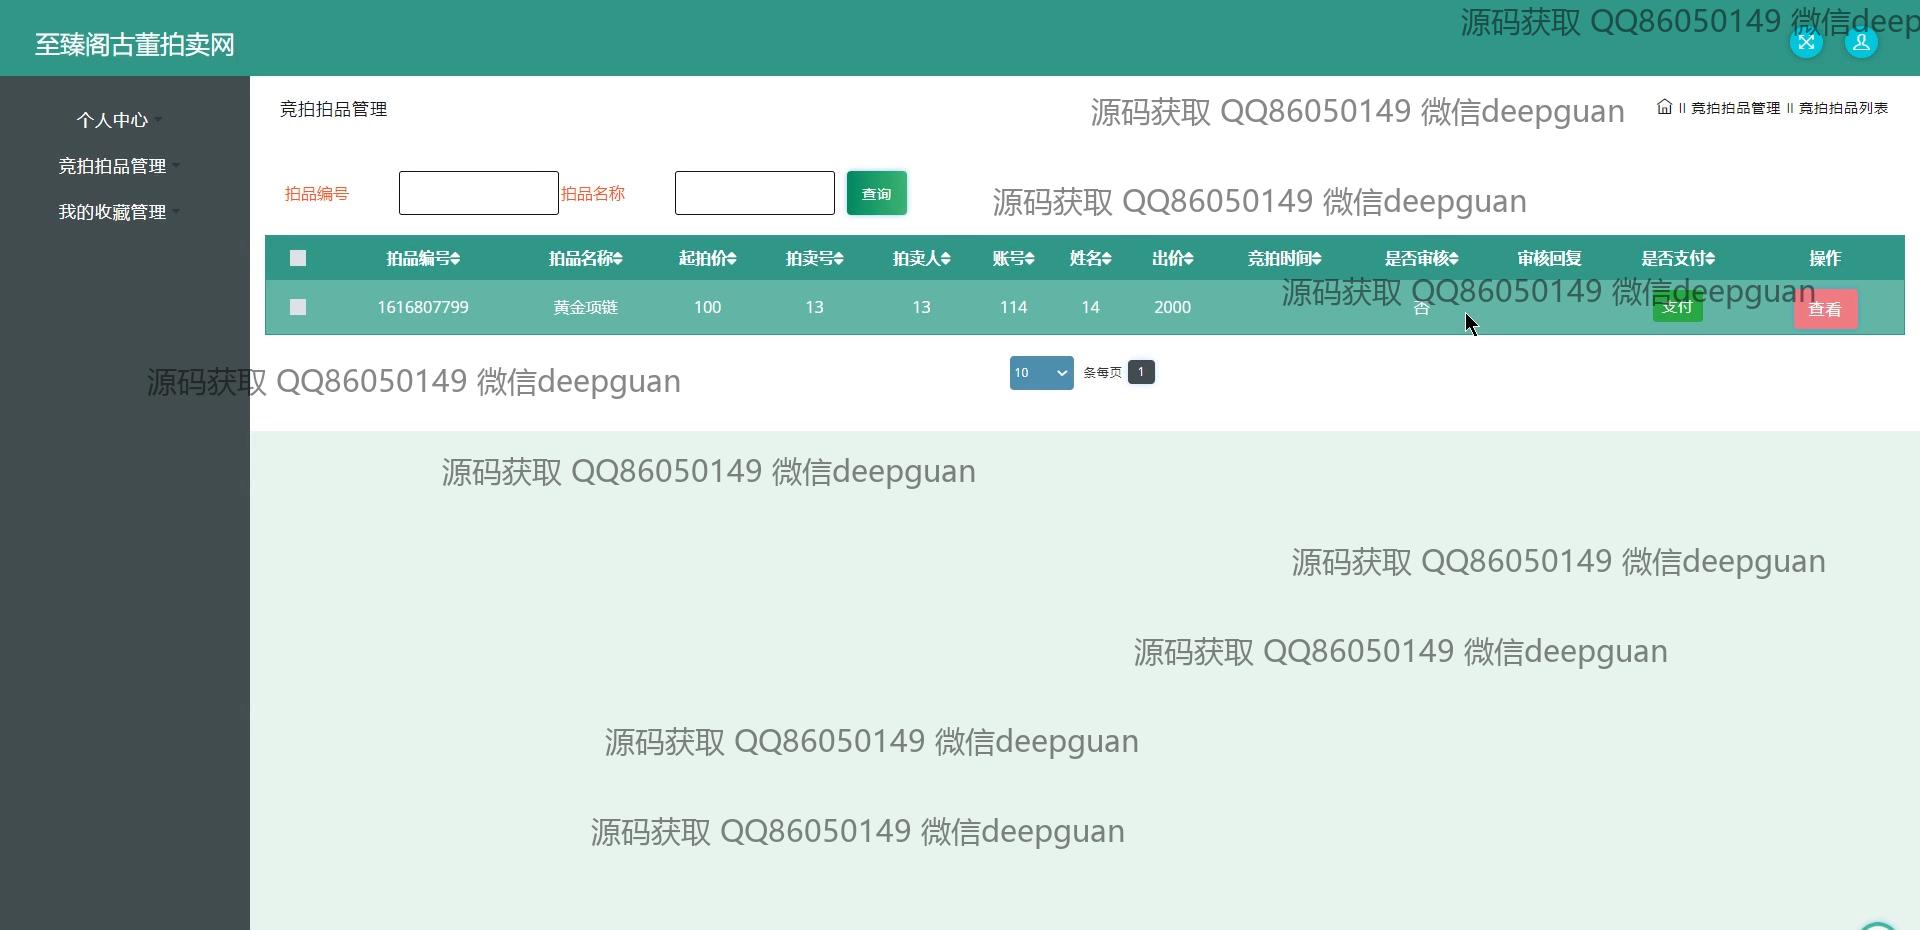 源码获取 QQ86050149 微信deep
至臻阁古董拍卖网
个人中心
竞拍拍品管理
我的收藏管理
竞拍拍品管理
源码获取 QQ86050149 微信deepguan
II 竞拍拍品管理 II 竞拍拍品列表
拍品编号 拍品名称 查询
源码获取 QQ86050149 微信deepguan
拍品编号 拍品名称 起拍价 拍卖号 拍卖人 账号 姓名 出价 竞拍时间 是否审核 审核回复 是否支付 操作
源码获取 QQ86050149 微信deepguan
1616807799 黄金项链 100 13 13 114 14 2000 否 支付 查看
10 条每页 1
源码获取 QQ86050149 微信deepguan
源码获取 QQ86050149 微信deepguan
源码获取 QQ86050149 微信deepguan
源码获取 QQ86050149 微信deepguan
源码获取 QQ86050149 微信deepguan
源码获取 QQ86050149 微信deepguan